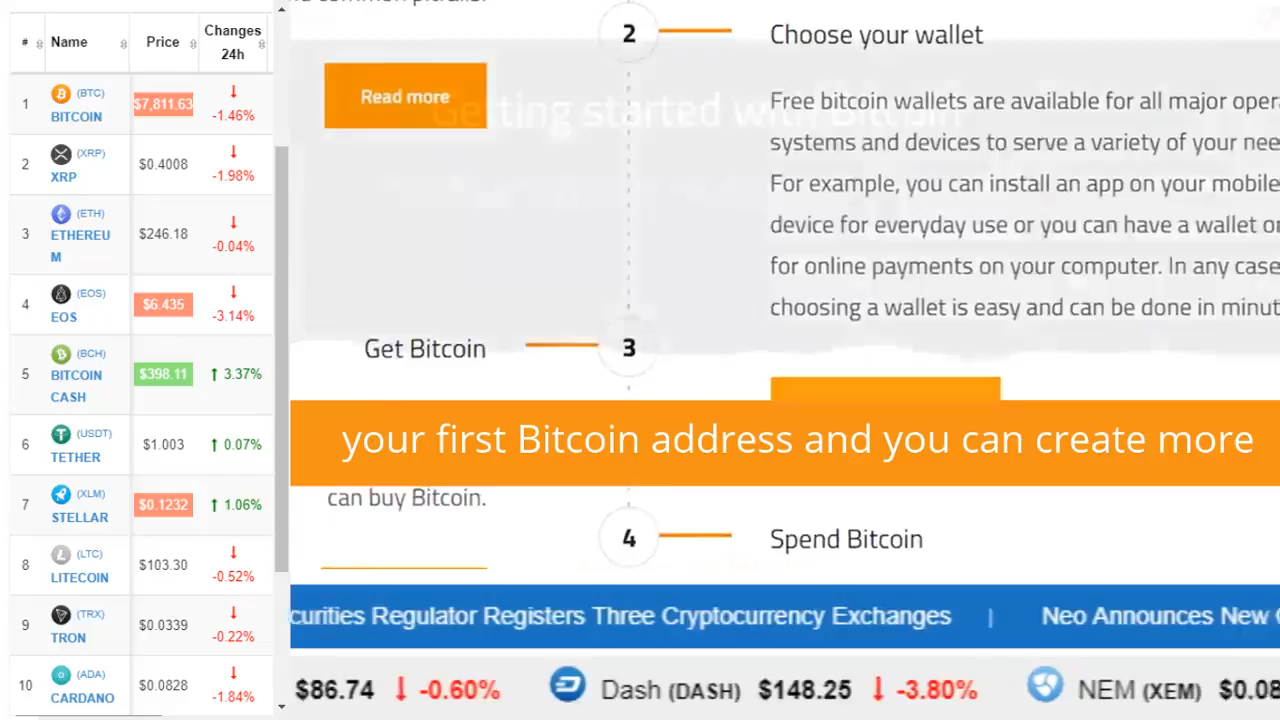 # Name Price Changes 24h
1 (BTC) BITCOIN $7,811.63 -1.46%
2 (XRP) XRP $0.4008 -1.98%
3 (ETH) ETHEREUM $246.18 -0.04%
4 (EOS) EOS $6.435 -3.14%
5 (BCH) BITCOIN CASH $398.11 3.37%
6 (USDT) TETHER $1.003 0.07%
7 (XLM) STELLAR $0.1232 1.06%
8 (LTC) LITECOIN $103.30 -0.52%
9 (TRX) TRON $0.0339 -0.22%
10 (ADA) CARDANO $0.0828 -1.84%
Read more
Getting started with Bitcoin
2 Choose your wallet
Free bitcoin wallets are available for all major oper
systems and devices to serve a variety of your nee
For example, you can install an app on your mobile
device for everyday use or you can have a wallet
for online payments on your computer. In any case
choosing a wallet is easy and can be done in minut
Get Bitcoin 3
your first Bitcoin address and you can create more
can buy Bitcoin.
4 Spend Bitcoin
curities Regulator Registers Three Cryptocurrency Exchanges | Neo Announces New
$86.74 -0.60% Dash (DASH) $148.25 -3.80% NEM (XEM) $0.08